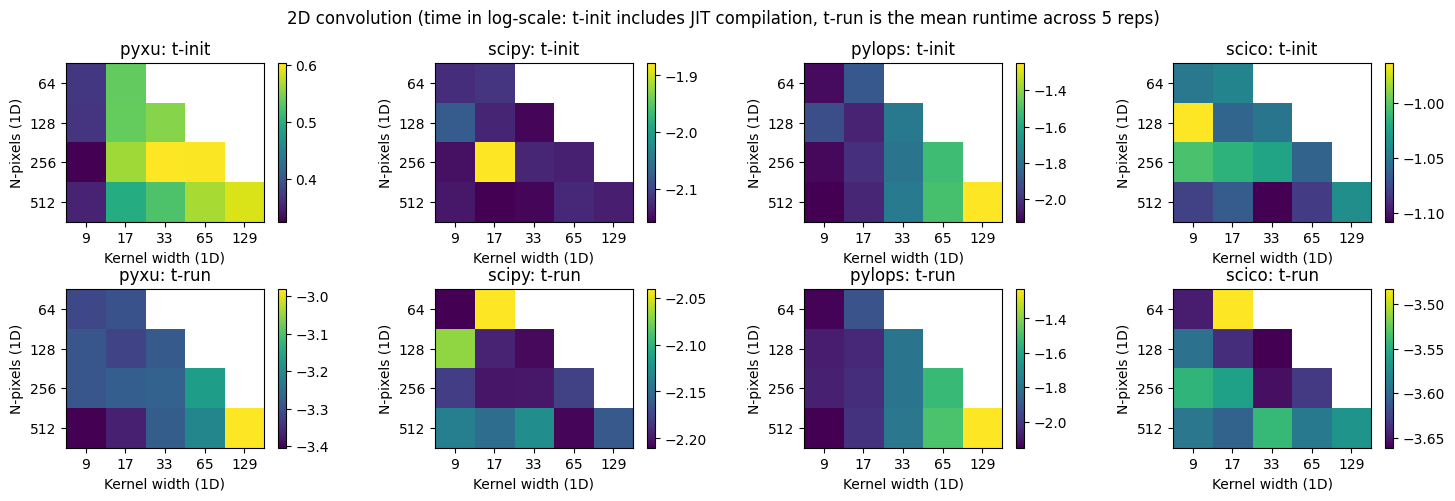 2D convolution (time in log-scale: t-init includes JIT compilation, t-run is the mean runtime across 5 reps)
pyxu: t-init
N-pixels (1D)
64
128
256
512
9 17 33 65 129
Kernel width (1D)
0.6
0.5
0.4
scipy: t-init
N-pixels (1D)
64
128
256
512
9 17 33 65 129
Kernel width (1D)
−1.9
−2.0
−2.1
pylops: t-init
N-pixels (1D)
64
128
256
512
9 17 33 65 129
Kernel width (1D)
−1.4
−1.6
−1.8
−2.0
scico: t-init
N-pixels (1D)
64
128
256
512
9 17 33 65 129
Kernel width (1D)
−1.00
−1.05
−1.10
pyxu: t-run
N-pixels (1D)
64
128
256
512
9 17 33 65 129
Kernel width (1D)
−3.0
−3.1
−3.2
−3.3
−3.4
scipy: t-run
N-pixels (1D)
64
128
256
512
9 17 33 65 129
Kernel width (1D)
−2.05
−2.10
−2.15
−2.20
pylops: t-run
N-pixels (1D)
64
128
256
512
9 17 33 65 129
Kernel width (1D)
−1.4
−1.6
−1.8
−2.0
scico: t-run
N-pixels (1D)
64
128
256
512
9 17 33 65 129
Kernel width (1D)
−3.50
−3.55
−3.60
−3.65